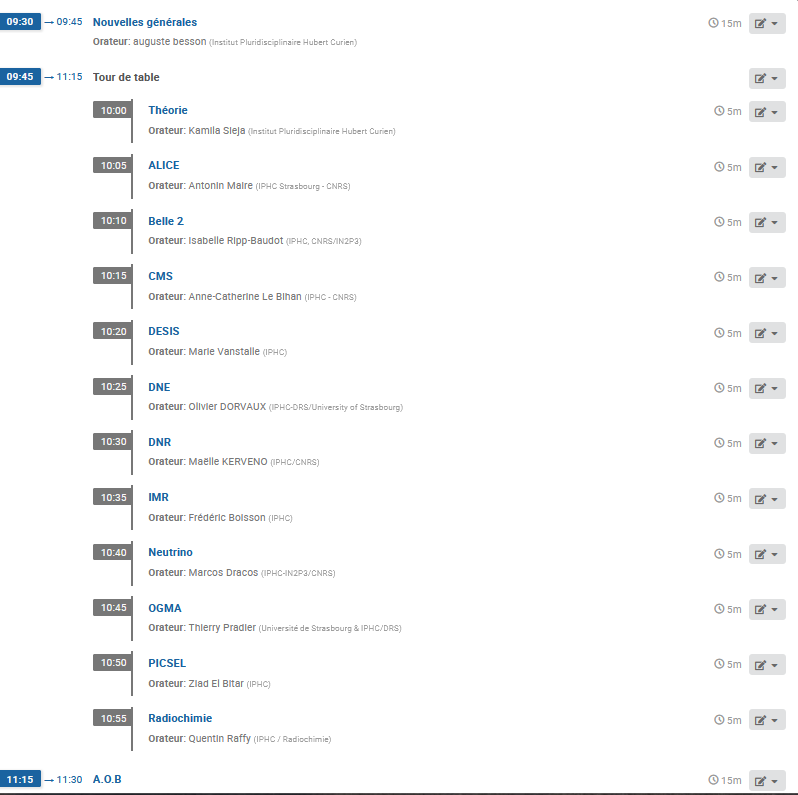 09:30 → 09:45 Nouvelles générales 15m
Orateur: auguste besson (Institut Pluridisciplinaire Hubert Curien)
09:45 → 11:15 Tour de table
10:00 Théorie 5m
Orateur: Kamila Sieja (Institut Pluridisciplinaire Hubert Curien)
10:05 ALICE 5m
Orateur: Antonin Maire (IPHC Strasbourg - CNRS)
10:10 Belle 2 5m
Orateur: Isabelle Ripp-Baudot (IPHC, CNRS/IN2P3)
10:15 CMS 5m
Orateur: Anne-Catherine Le Bihan (IPHC - CNRS)
10:20 DESIS 5m
Orateur: Marie Vanstalle (IPHC)
10:25 DNE 5m
Orateur: Olivier DORVAUX (IPHC-DRS/University of Strasbourg)
10:30 DNR 5m
Orateur: Maëlle KERVENO (IPHC/CNRS)
10:35 IMR 5m
Orateur: Frédéric Boisson (IPHC)
10:40 Neutrino 5m
Orateur: Marcos Dracos (IPHC-IN2P3/CNRS)
10:45 OGMA 5m
Orateur: Thierry Pradier (Université de Strasbourg & IPHC/DRS)
10:50 PICSEL 5m
Orateur: Ziad El Bitar (IPHC)
10:55 Radiochimie 5m
Orateur: Quentin Raffy (IPHC / Radiochimie)
11:15 → 11:30 A.O.B 15m